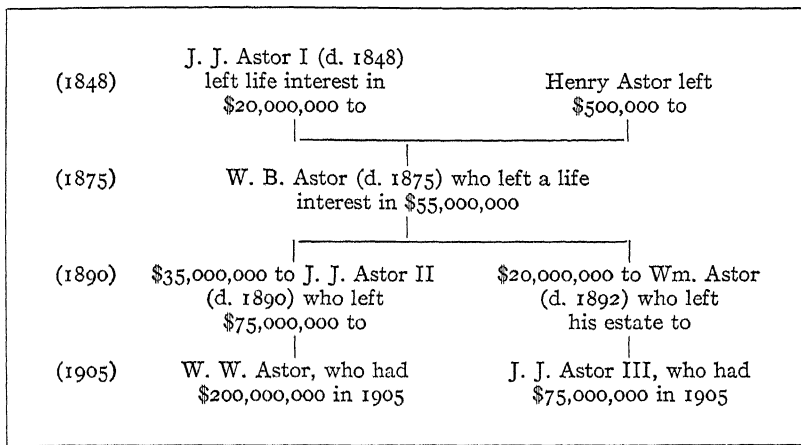 J. J. Astor I (d. 1848)
(1848) left life interest in Henry Astor left
$20,000,000 to $500,000 to
(1875) W. B. Astor (d. 1875) who left a life
interest in $55,000,000
(1890) $35,000,000 to J. J. Astor II $20,000,000 to Wm. Astor
(d. 1890) who left (d. 1892) who left
$75,000,000 to his estate to
(1905) W. W. Astor, who had J. J. Astor III, who had
$200,000,000 in 1905 $75,000,000 in 1905